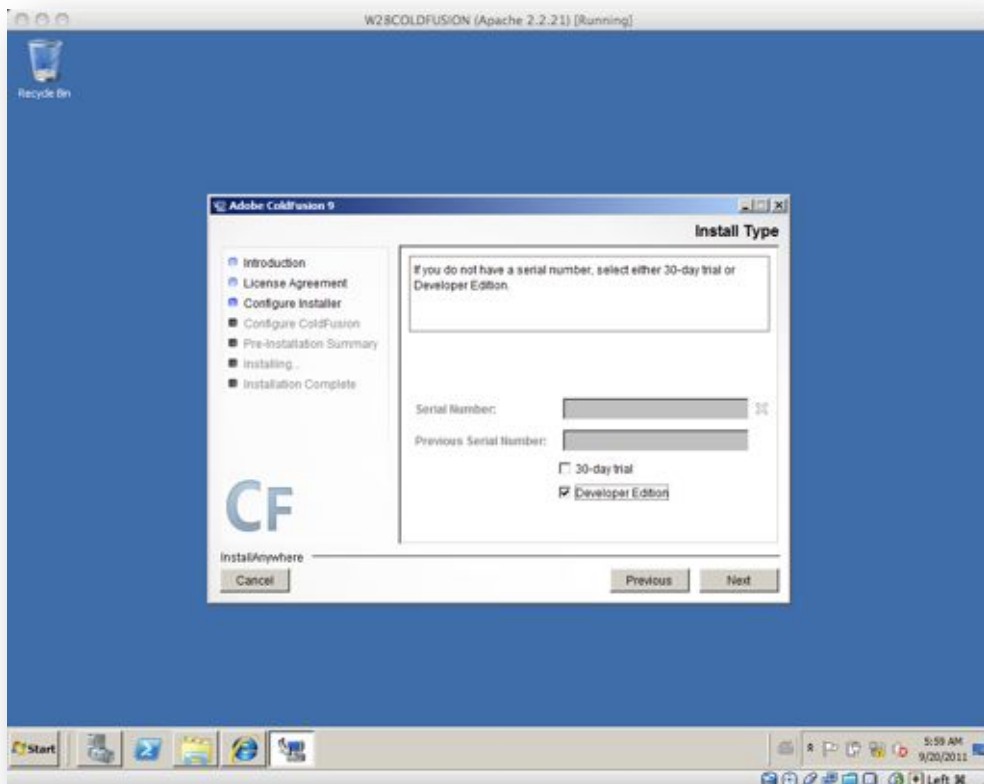 W28COLDFUSION (Apache 2.2.21) [Running]
Recycle Bin
Adobe ColdFusion 9
Install Type
Introduction
License Agreement
Configure Installer
Configure ColdFusion
Pre-Installation Summary
Installing...
Installation Complete
If you do not have a serial number, select either 30-day trial or
Developer Edition.
Serial Number:
Previous Serial Number:
30-day trial
Developer Edition
CF
InstallAnywhere
Cancel
Previous
Next
Start
5:59 AM
9/20/2011
Left ⌘